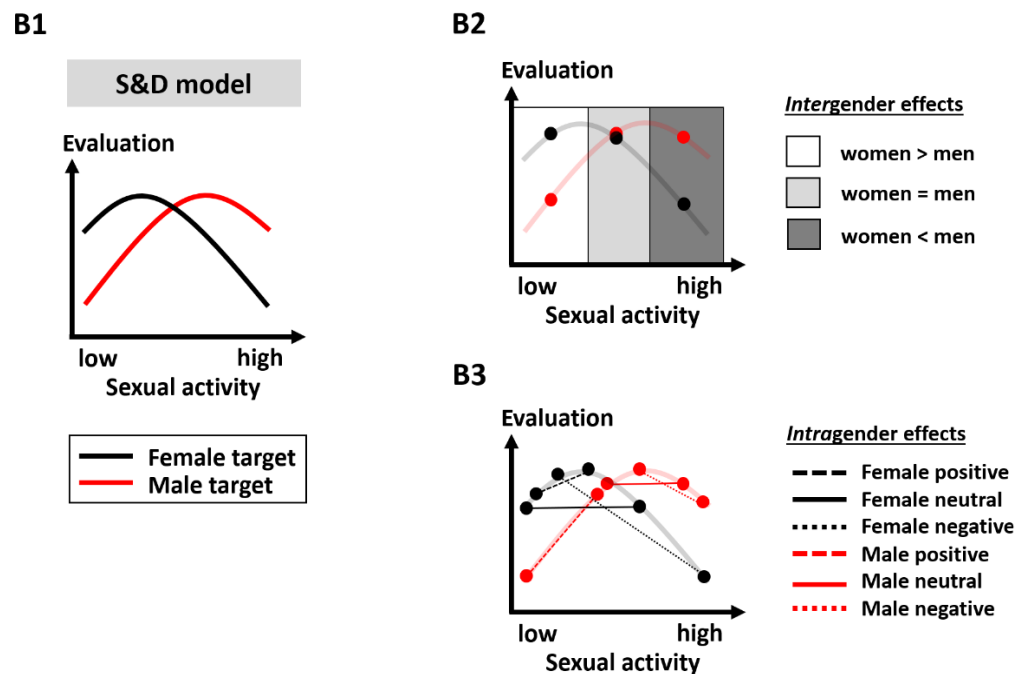 B1
S&D model
Evaluation
low
high
Sexual activity
Female target
Male target
B2
Evaluation
low
high
Sexual activity
Intergender effects
women > men
women = men
women < men
B3
Evaluation
low
high
Sexual activity
Intragender effects
Female positive
Female neutral
Female negative
Male positive
Male neutral
Male negative